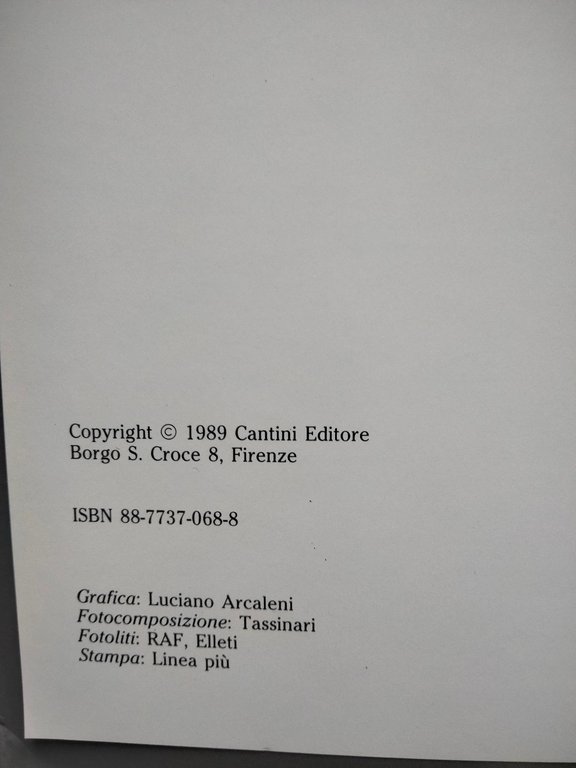 Copyright © 1989 Cantini Editore
Borgo S. Croce 8, Firenze
ISBN 88-7737-068-8
Grafica: Luciano Arcaleni
Fotocomposizione: Tassinari
Fotoliti: RAF, Elleti
Stampa: Linea più